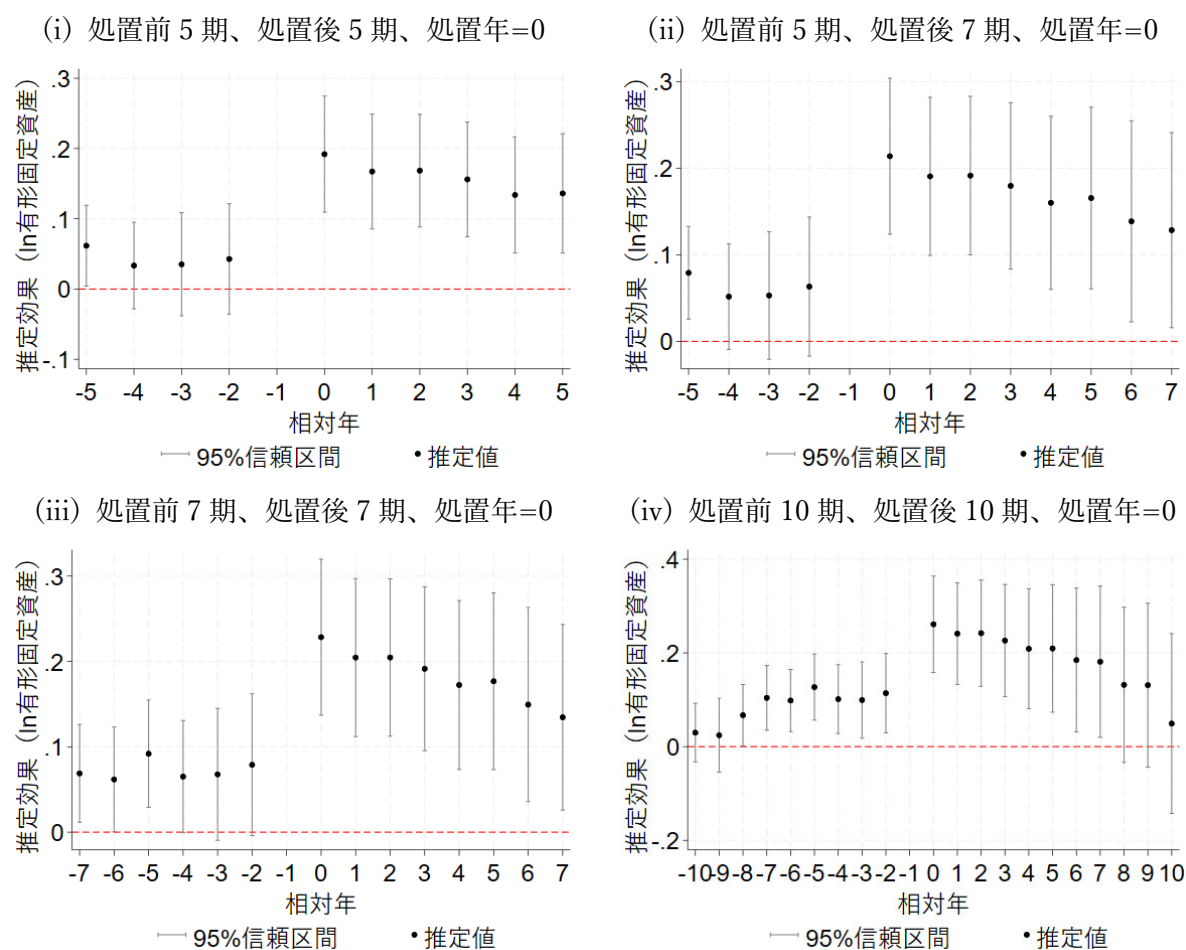 (i) 処置前 5 期、処置後 5 期、処置年=0
推定効果（ln有形固定資産）
.3
.2
.1
0
-.1
-5 -4 -3 -2 -1 0 1 2 3 4 5
相対年
95%信頼区間 推定値
(ii) 処置前 5 期、処置後 7 期、処置年=0
推定効果（ln有形固定資産）
.3
.2
.1
0
-5 -4 -3 -2 -1 0 1 2 3 4 5 6 7
相対年
95%信頼区間 推定値
(iii) 処置前 7 期、処置後 7 期、処置年=0
推定効果（ln有形固定資産）
.3
.2
.1
0
-7 -6 -5 -4 -3 -2 -1 0 1 2 3 4 5 6 7
相対年
95%信頼区間 推定値
(iv) 処置前 10 期、処置後 10 期、処置年=0
推定効果（ln有形固定資産）
.4
.2
0
-.2
-10 -9 -8 -7 -6 -5 -4 -3 -2 -1 0 1 2 3 4 5 6 7 8 9 10
相対年
95%信頼区間 推定値